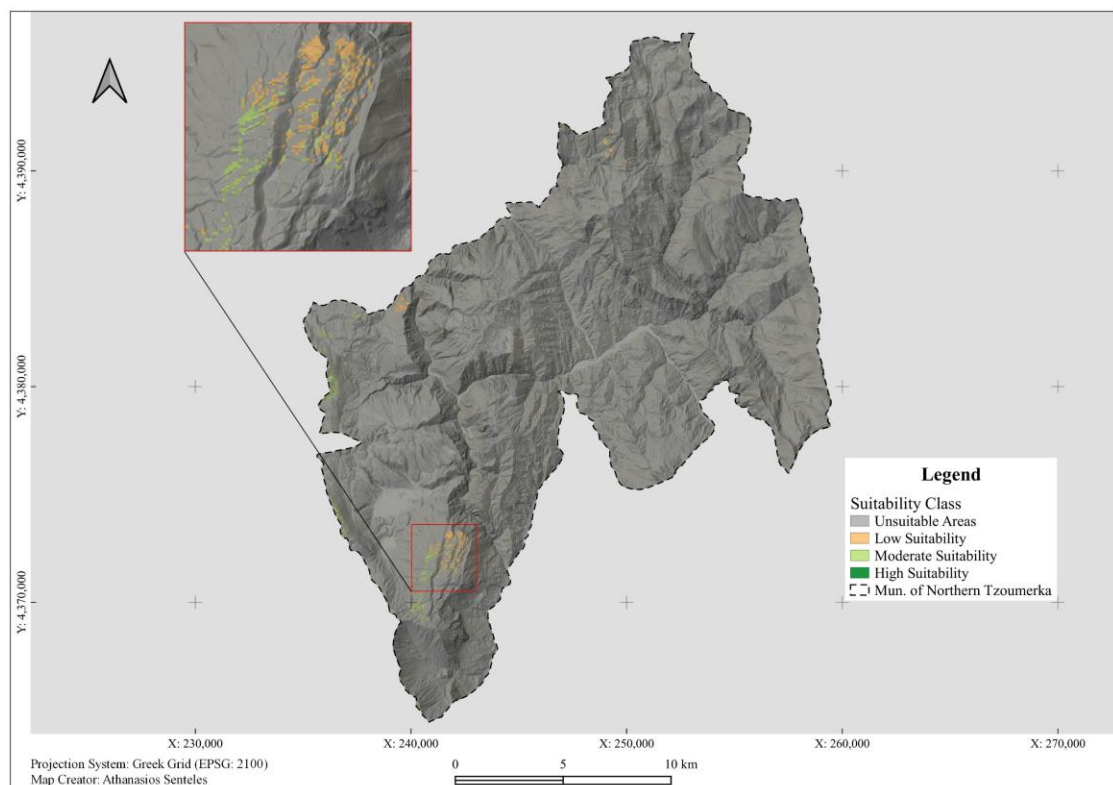 Y: 4,390,000
Y: 4,380,000
Y: 4,370,000
Legend
Suitability Class
Unsuitable Areas
Low Suitability
Moderate Suitability
High Suitability
Mun. of Northern Tzoumerka
X: 230,000
X: 240,000
X: 250,000
X: 260,000
X: 270,000
Projection System: Greek Grid (EPSG: 2100)
Map Creator: Athanasios Senteles
0
5
10 km